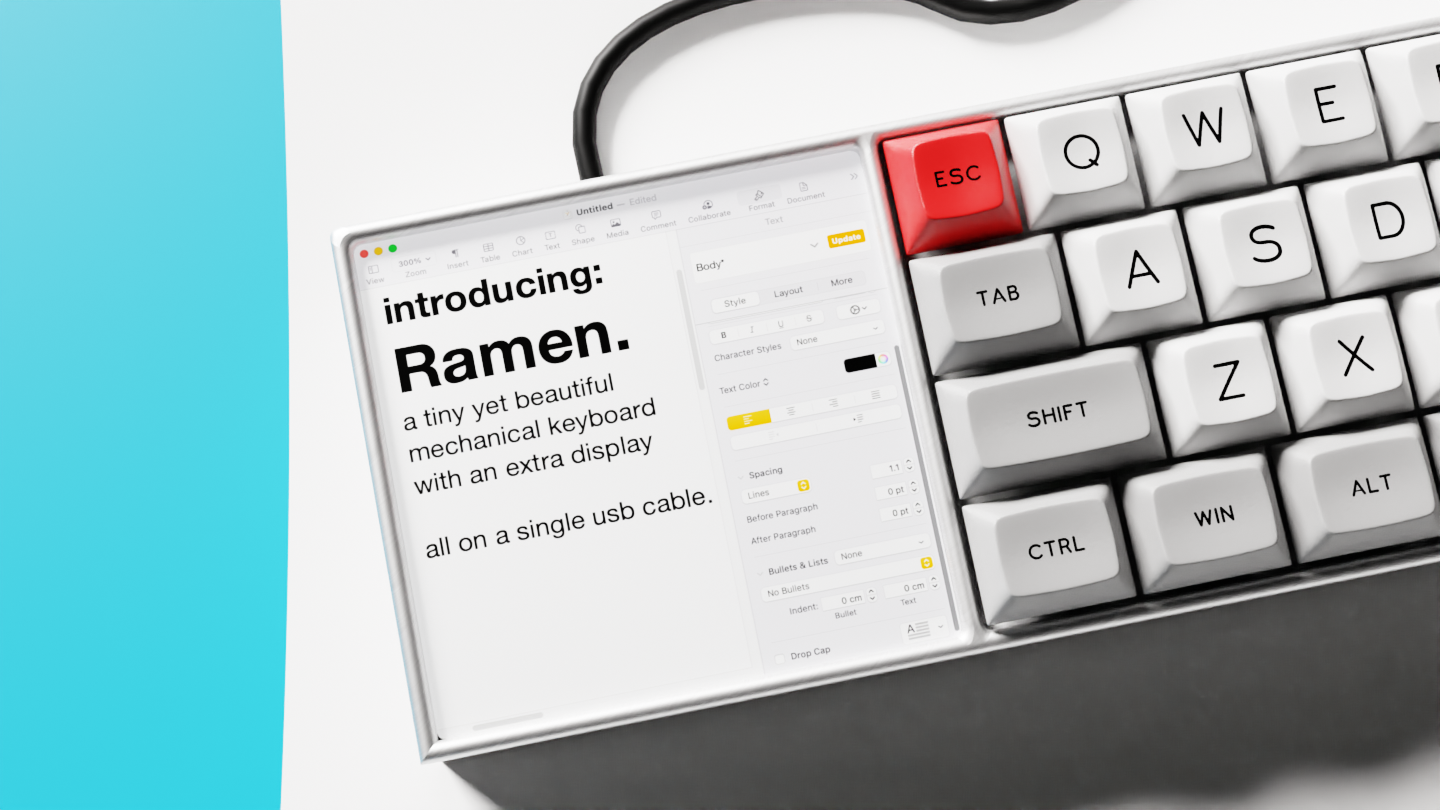 Untitled — Edited
View
300%
Zoom
Insert
Table
Chart
Text
Shape
Media
Comment
Collaborate
Format
Document
introducing:
Ramen.
a tiny yet beautiful
mechanical keyboard
with an extra display
all on a single usb cable.
Text
Body*
Update
Style
Layout
More
B I U S
Character Styles None
Text Color
Spacing
Lines
1.1
Before Paragraph
0 pt
After Paragraph
0 pt
Bullets & Lists None
No Bullets
Indent: 0 cm 0 cm
Bullet Text
Drop Cap
A
ESC Q W E
TAB A S D
SHIFT Z X
CTRL WIN ALT